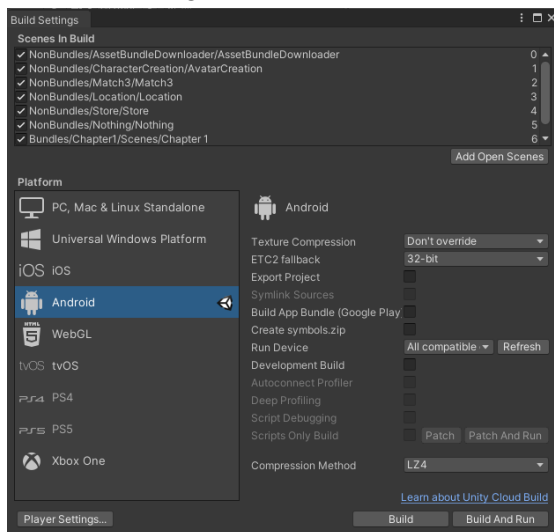 Build Settings
Scenes In Build
NonBundles/AssetBundleDownloader/AssetBundleDownloader 0
NonBundles/CharacterCreation/AvatarCreation 1
NonBundles/Match3/Match3 2
NonBundles/Location/Location 3
NonBundles/Store/Store 4
NonBundles/Nothing/Nothing 5
Bundles/Chapter1/Scenes/Chapter 1 6
Add Open Scenes
Platform
PC, Mac & Linux Standalone
Universal Windows Platform
iOS iOS
Android
HTML 5 WebGL
tvOS tvOS
PS4 PS4
PS5 PS5
Xbox One
Android
Texture Compression Don't override
ETC2 fallback 32-bit
Export Project
Symlink Sources
Build App Bundle (Google Play
Create symbols.zip
Run Device All compatible Refresh
Development Build
Autoconnect Profiler
Deep Profiling
Script Debugging
Scripts Only Build Patch Patch And Run
Compression Method LZ4
Learn about Unity Cloud Build
Player Settings... Build Build And Run